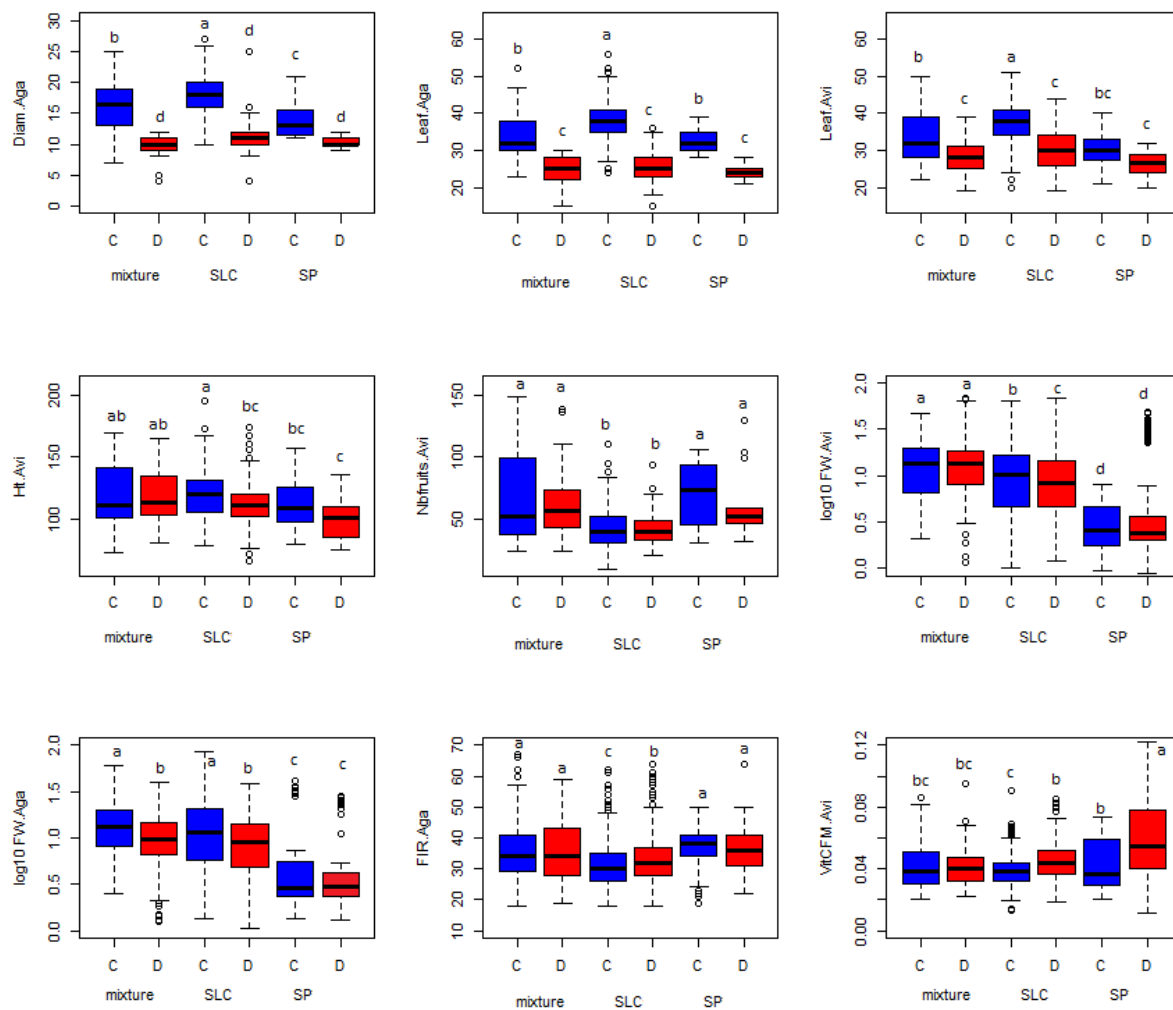 Diam.Aga
0 5 10 15 20 25 30
b d a d c d
C D C D C D
mixture SLC SP
Leaf.Aga
20 30 40 50 60
b c a c b c
C D C D C D
mixture SLC SP
Leaf.Avi
20 30 40 50 60
b c a c bc c
C D C D C D
mixture SLC SP
Ht.Avi
100 150 200
ab ab a bc bc c
C D C D C D
mixture SLC SP
Nbfruits.Avi
50 100 150
a a b b a a
C D C D C D
mixture SLC SP
log10 FW.Avi
0.0 0.5 1.0 1.5 2.0
a a b c d d
C D C D C D
mixture SLC SP
log10 FW.Aga
0.0 0.5 1.0 1.5 2.0
a b a b c c
C D C D C D
mixture SLC SP
FIR.Aga
10 20 30 40 50 60 70
a a c b a a
C D C D C D
mixture SLC SP
VitCFM.Avi
0.00 0.04 0.08 0.12
bc bc c b b a
C D C D C D
mixture SLC SP